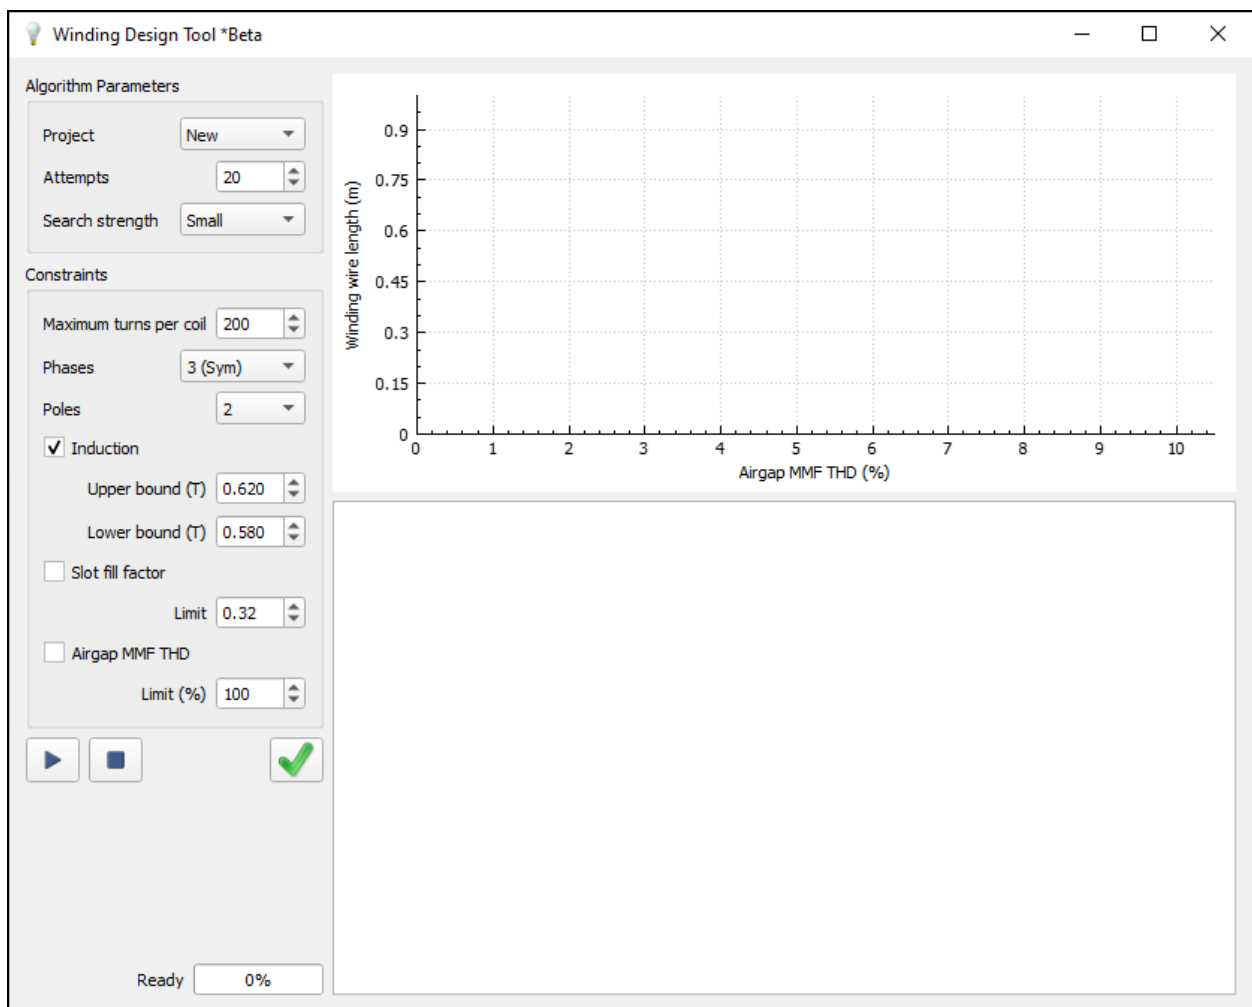 Winding Design Tool *Beta
Algorithm Parameters
Project New
Attempts 20
Search strength Small
Constraints
Maximum turns per coil 200
Phases 3 (Sym)
Poles 2
Induction
Upper bound (T) 0.620
Lower bound (T) 0.580
Slot fill factor
Limit 0.32
Airgap MMF THD
Limit (%) 100
Ready 0%
Winding wire length (m)
0.9
0.75
0.6
0.45
0.3
0.15
0
0 1 2 3 4 5 6 7 8 9 10
Airgap MMF THD (%)